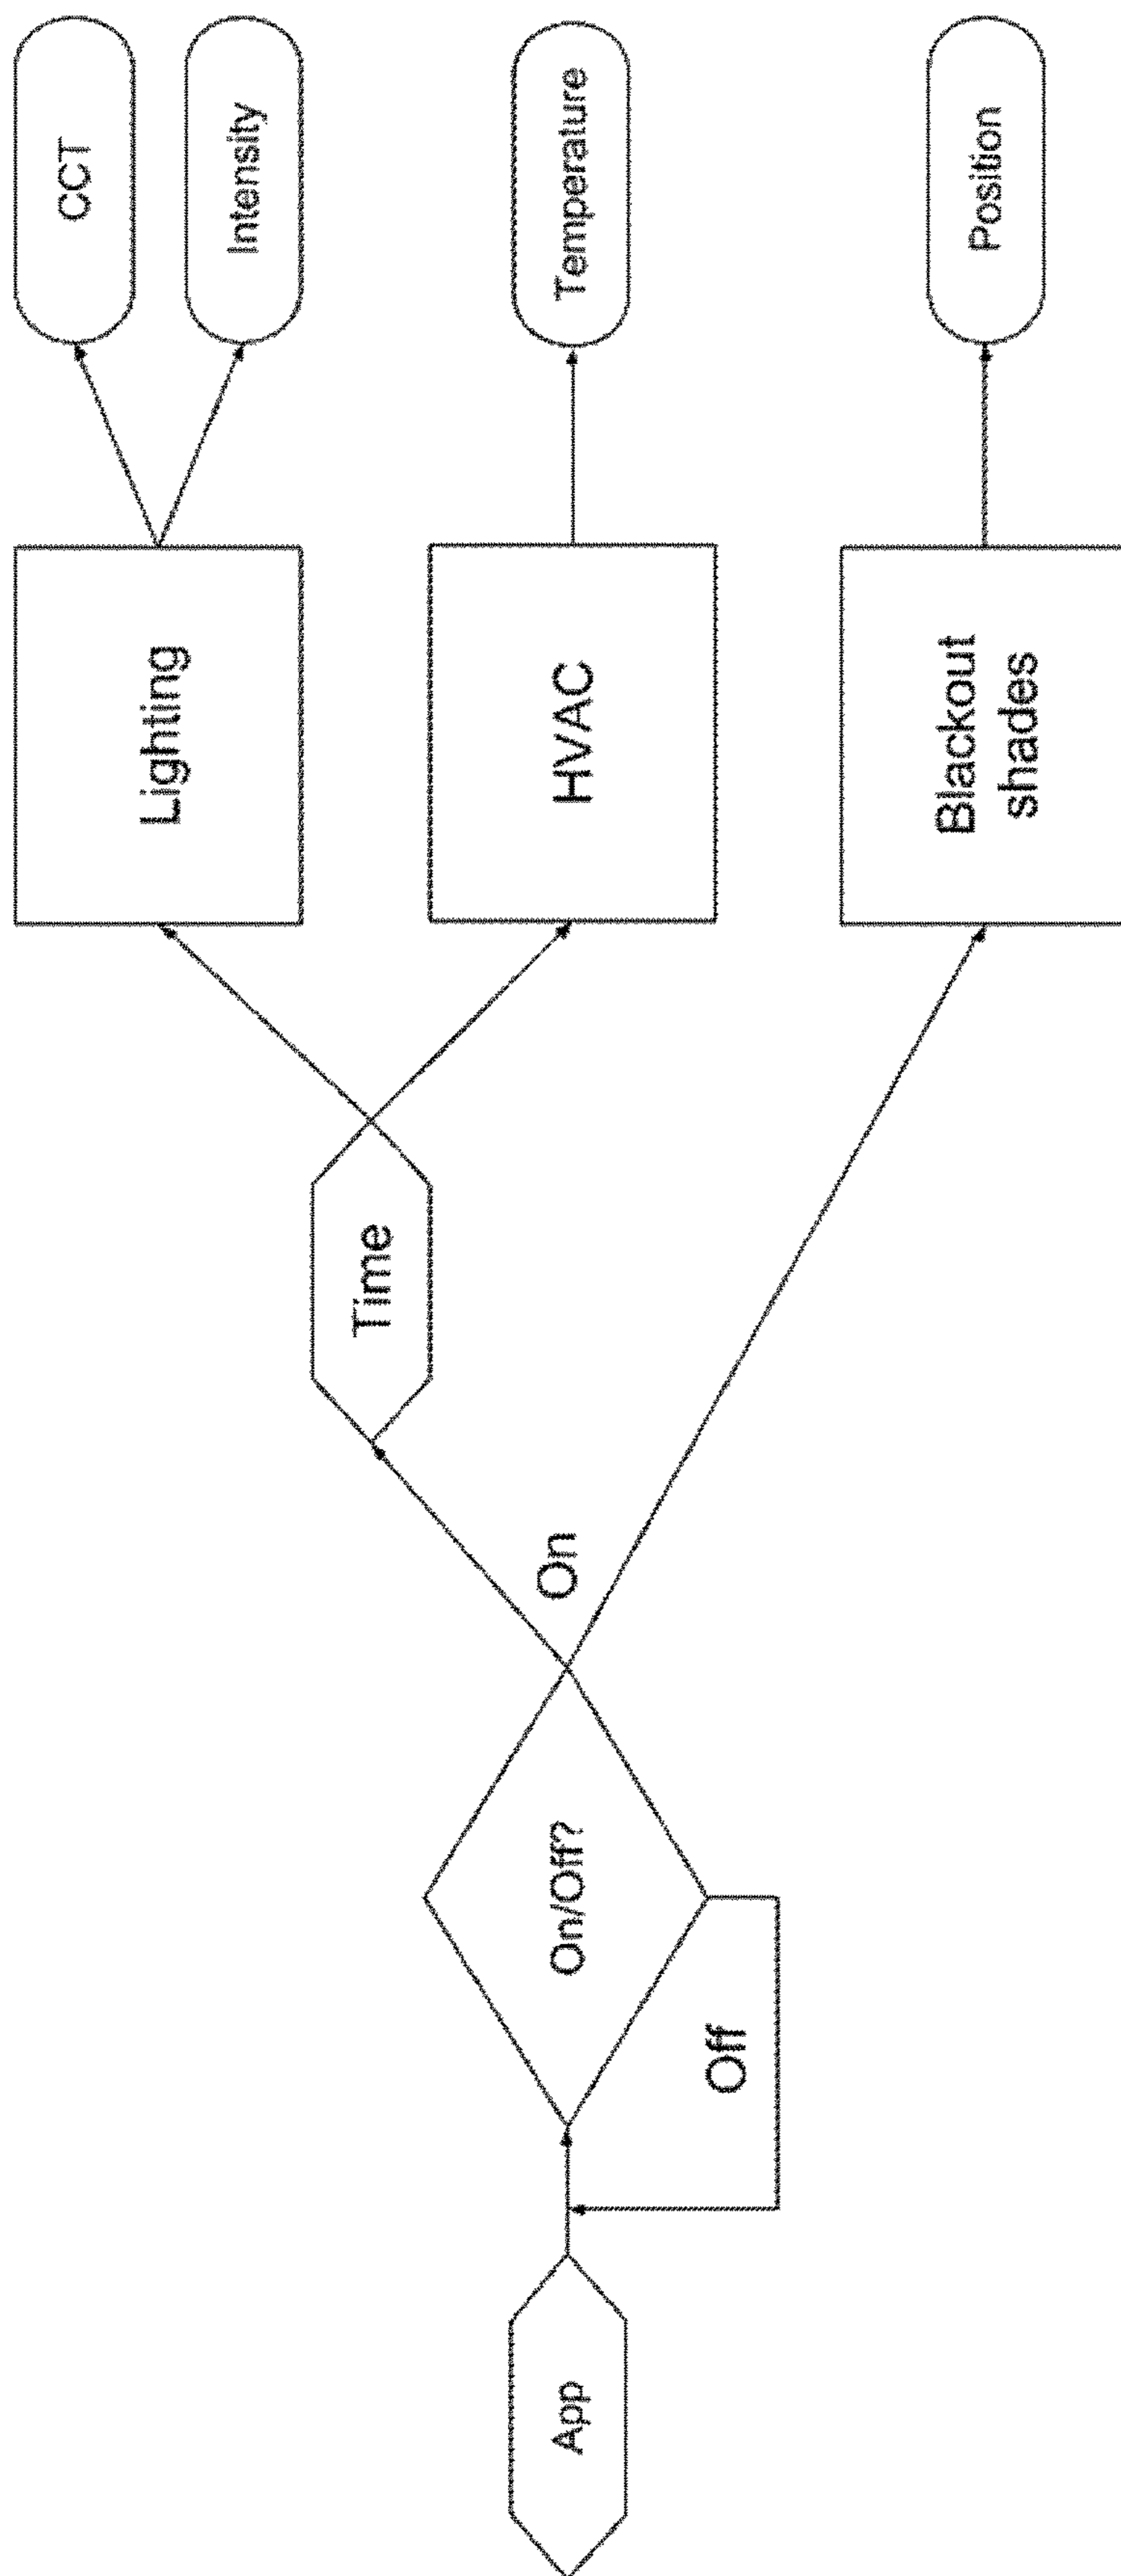 App
On/Off?
Off
On
Time
Lighting
HVAC
Blackout
shades
CCT
Intensity
Temperature
Position